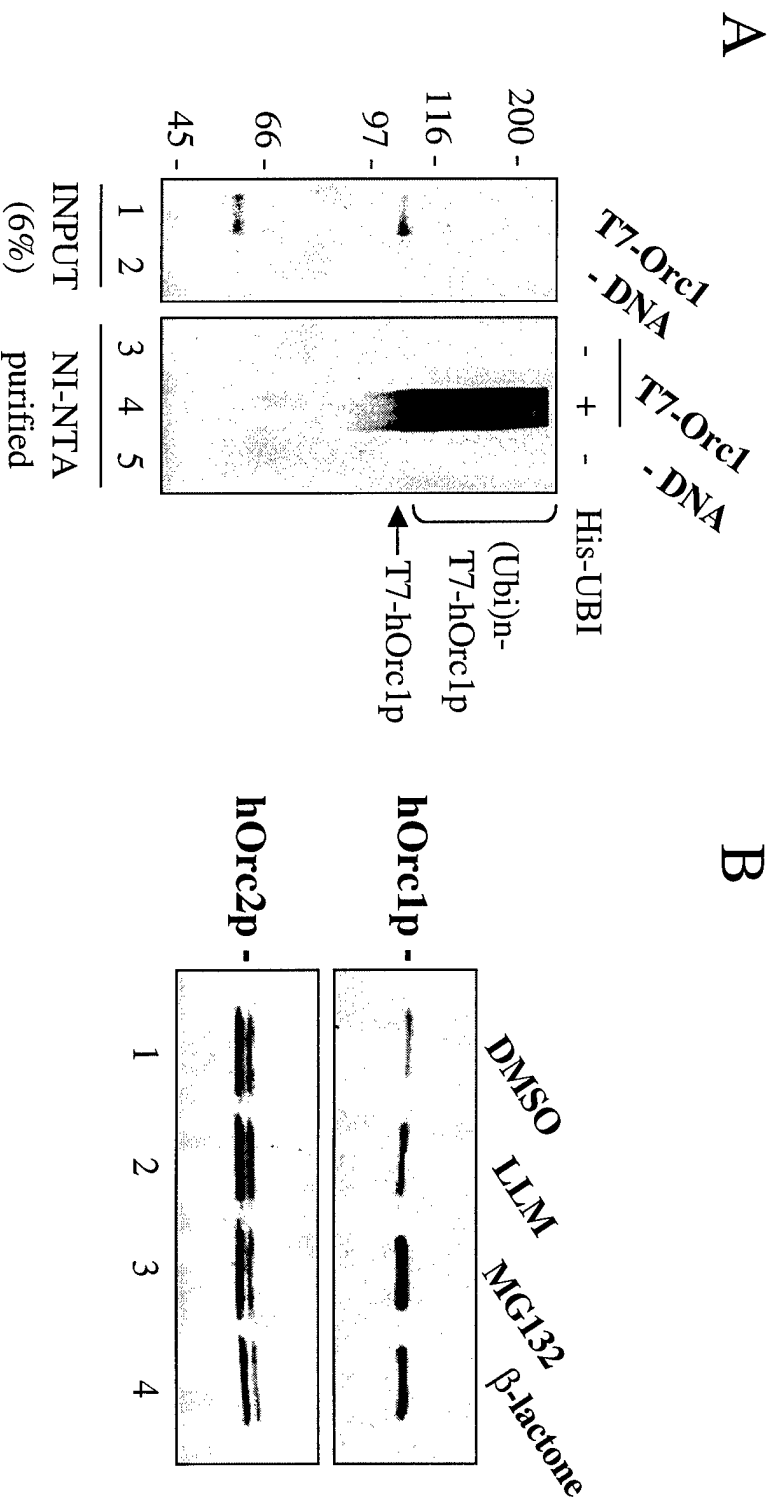 A
T7-Orc1
- DNA
T7-Orc1
- DNA
- + - His-UBI
200 -
116 -
97 -
66 -
45 -
(Ubi)n-
T7-hOrc1p
T7-hOrc1p
1 2 3 4 5
INPUT
(6%)
NI-NTA
purified
B
DMSO LLM MG132 β-lactone
hOrc1p -
hOrc2p -
1 2 3 4